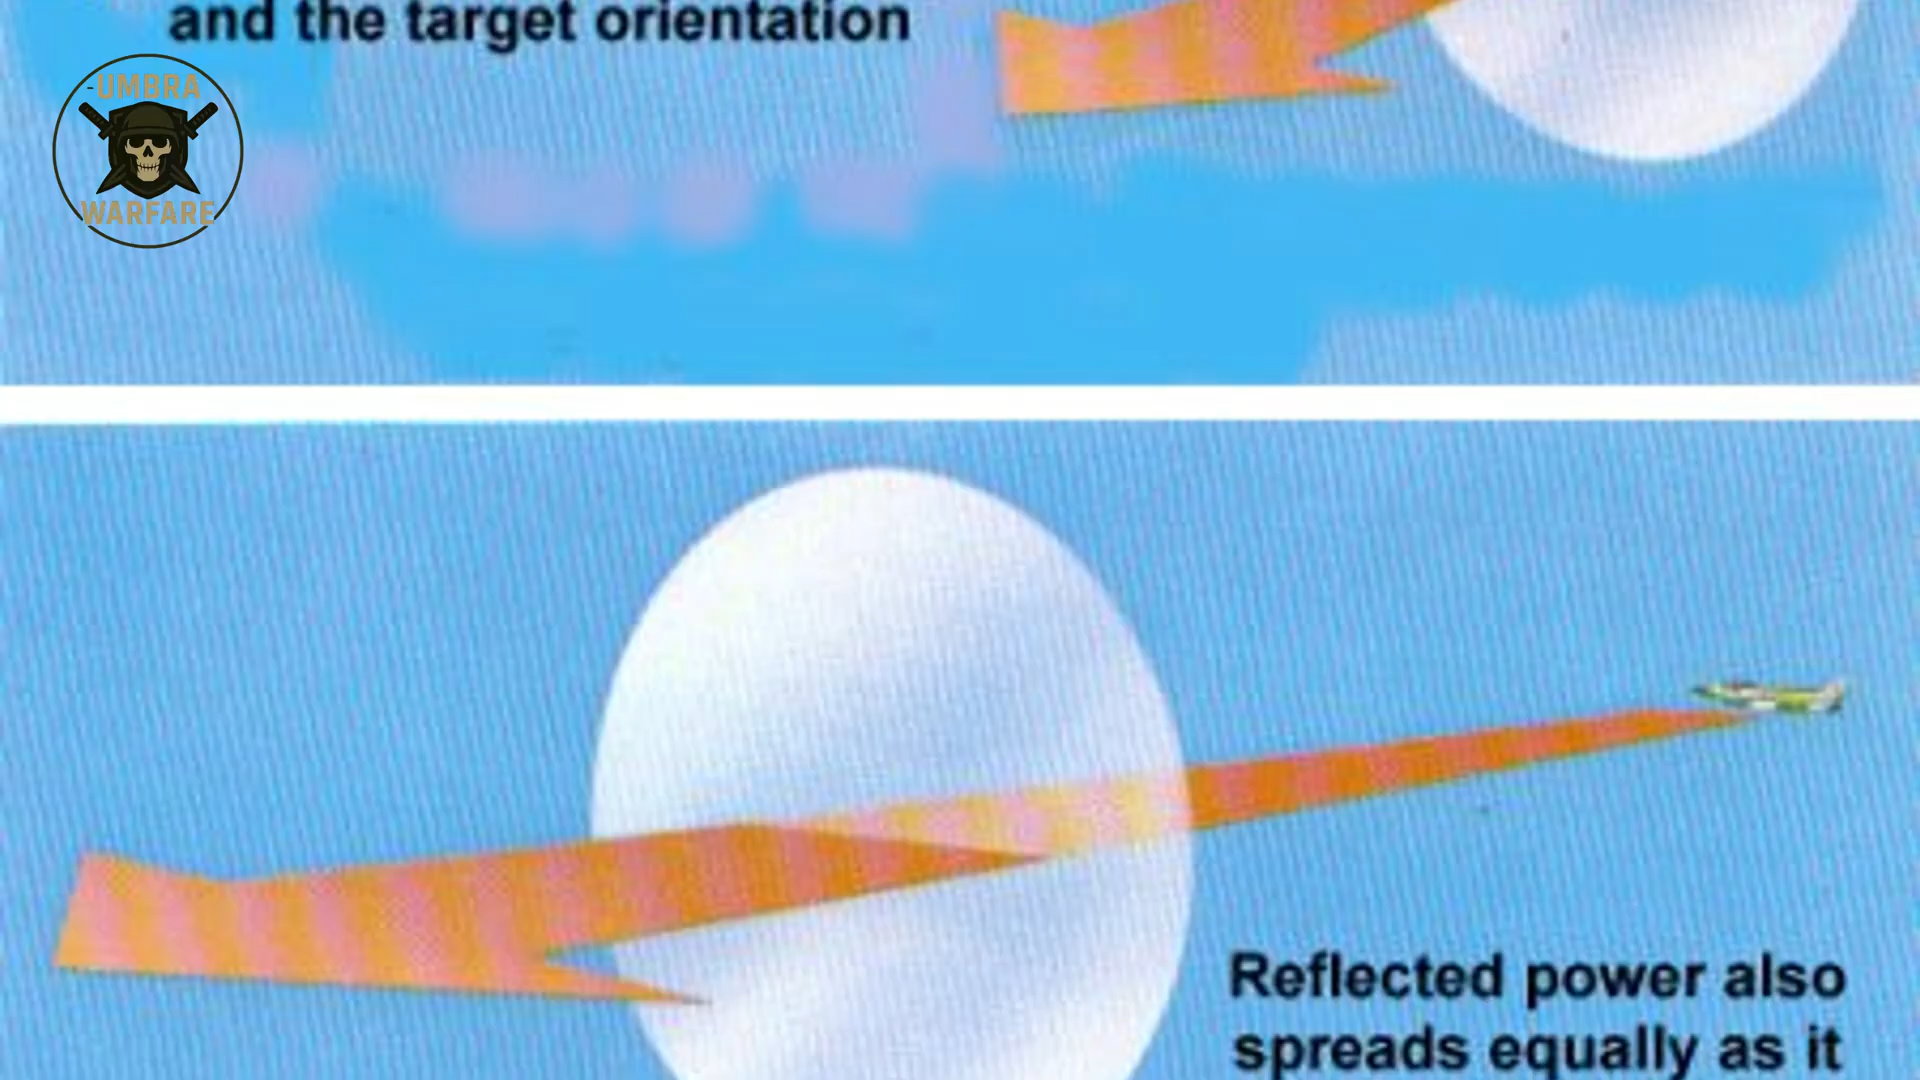 and the target orientation
-UMBRA
WARFARE
Reflected power also
spreads equally as it